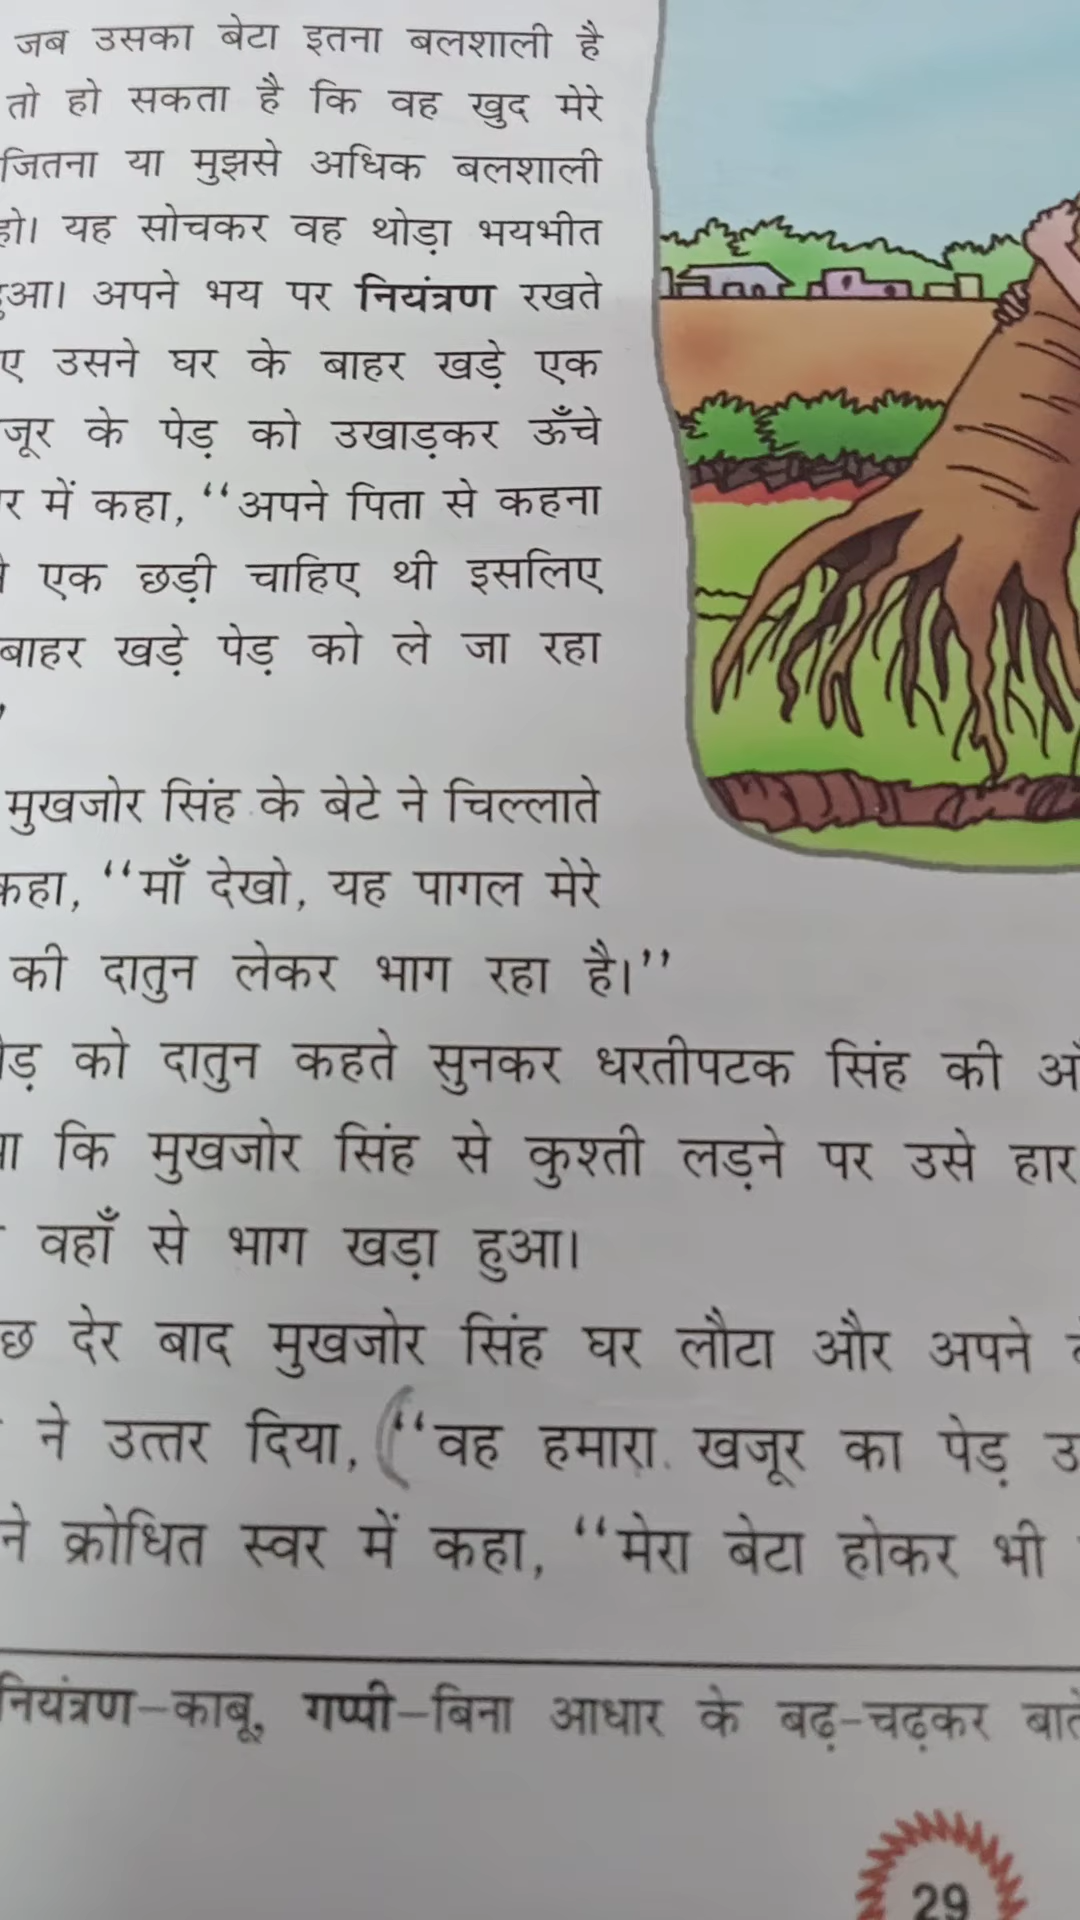 जब उसका बेटा इतना बलशाली है
तो हो सकता है कि वह खुद मेरे
जितना या मुझसे अधिक बलशाली
हो। यह सोचकर वह थोड़ा भयभीत
अपने भय पर नियंत्रण रखते
उसने घर के बाहर खड़े एक
के पेड़ को उखाड़कर ऊँचे
में कहा, ‘‘अपने पिता से कहना
एक छड़ी चाहिए थी इसलिए
बाहर खड़े पेड़ को ले जा रहा
मुखजोर सिंह के बेटे ने चिल्लाते
कहा, ‘‘माँ देखो, यह पागल मेरे
की दातुन लेकर भाग रहा है।’’
को दातुन कहते सुनकर धरतीपटक सिंह की
कि मुखजोर सिंह से कुश्ती लड़ने पर उसे हार
वहाँ से भाग खड़ा हुआ।
देर बाद मुखजोर सिंह घर लौटा और अपने
ने उत्तर दिया, ‘‘वह हमारा खजूर का पेड़
ने क्रोधित स्वर में कहा, ‘‘मेरा बेटा होकर भी
नियंत्रण–काबू, गप्पी–बिना आधार के बढ़-चढ़कर
29